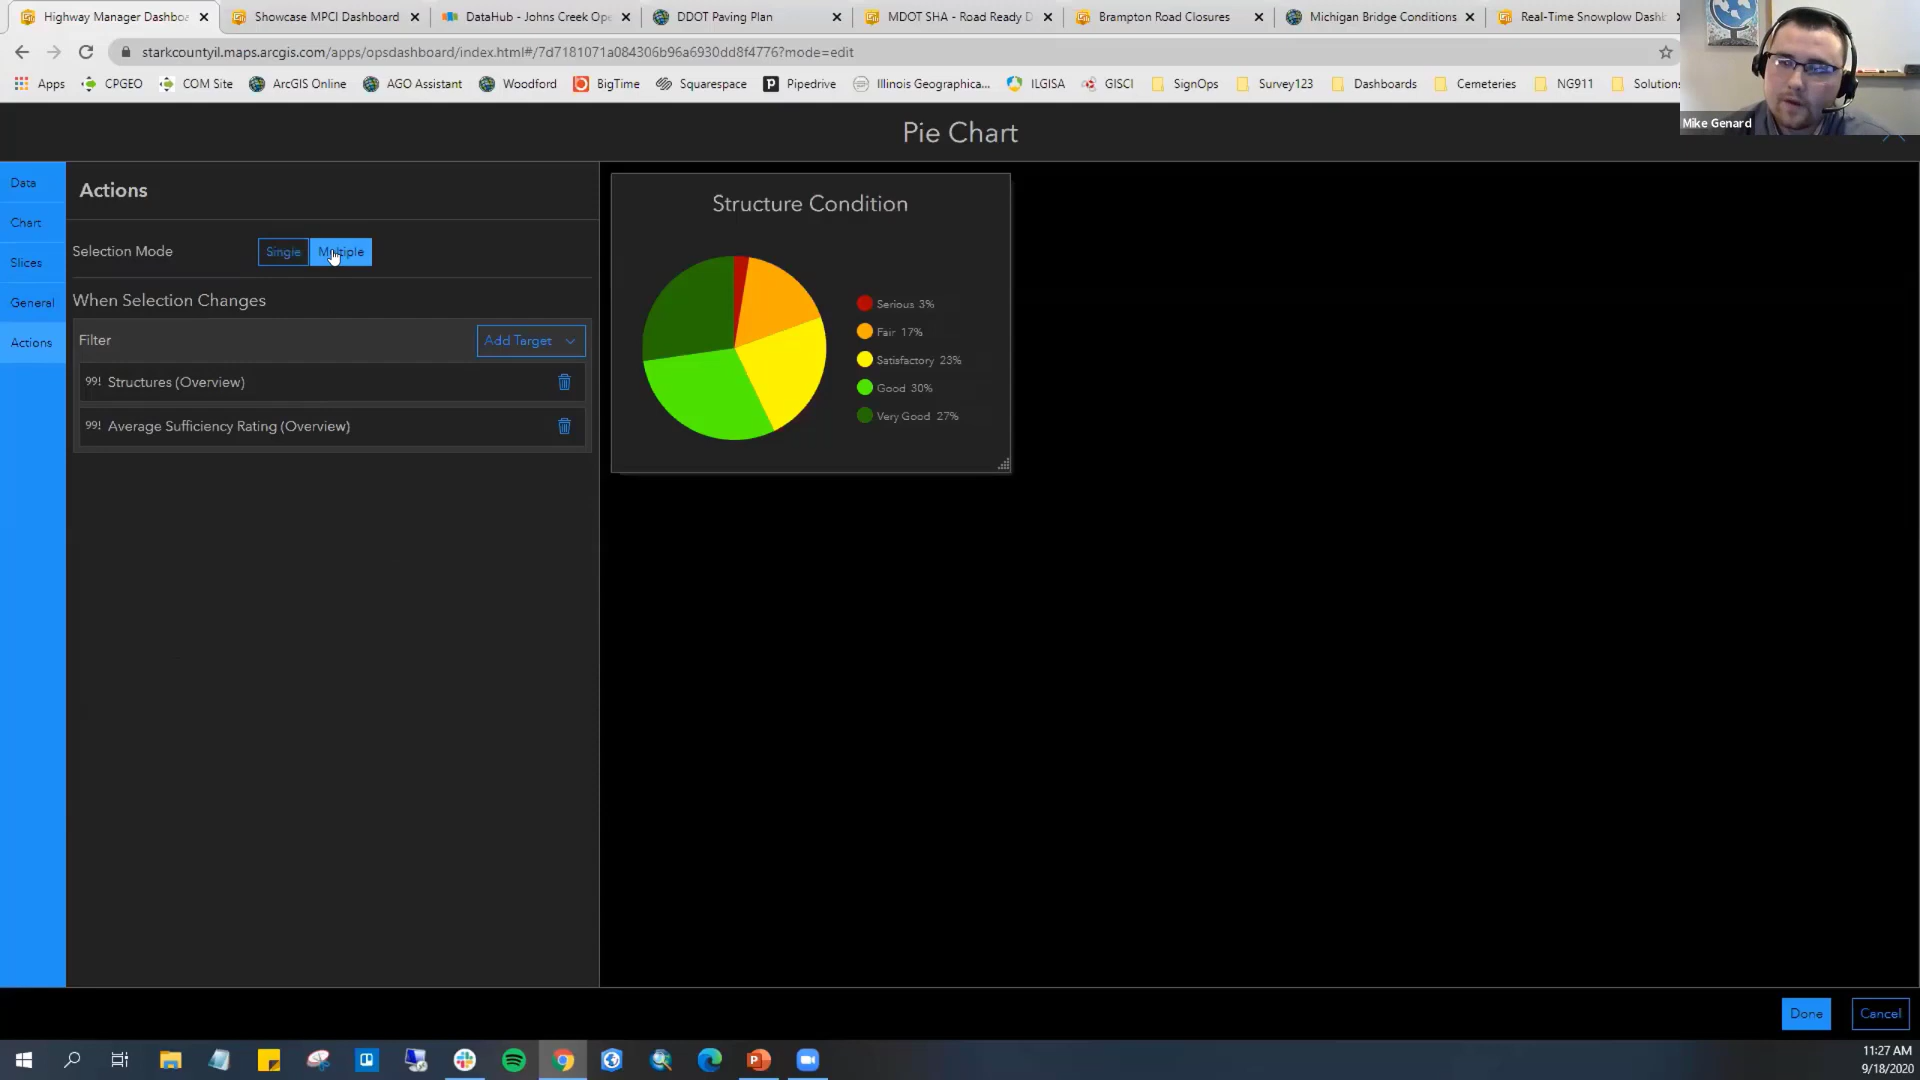 Highway Manager Dashboa
Showcase MPCI Dashboard
DataHub - Johns Creek Ope
DDOT Paving Plan
MDOT SHA - Road Ready D
Brampton Road Closures
Michigan Bridge Conditions
Real-Time Snowplow Dashb
starkcountyil.maps.arcgis.com/apps/opsdashboard/index.html#/7d7181071a084306b96a6930dd8f4776?mode=edit
Apps
CPGEO
COM Site
ArcGIS Online
AGO Assistant
Woodford
BigTime
Squarespace
Pipedrive
Illinois Geographica...
ILGISA
GISCI
SignOps
Survey123
Dashboards
Cemeteries
NG911
Solution
Mike Genard
Pie Chart
Data
Chart
Slices
General
Actions
Actions
Selection Mode
Single
Multiple
When Selection Changes
Filter
Add Target
99! Structures (Overview)
99! Average Sufficiency Rating (Overview)
Structure Condition
Serious 3%
Fair 17%
Satisfactory 23%
Good 30%
Very Good 27%
Done
Cancel
11:27 AM
9/18/2020